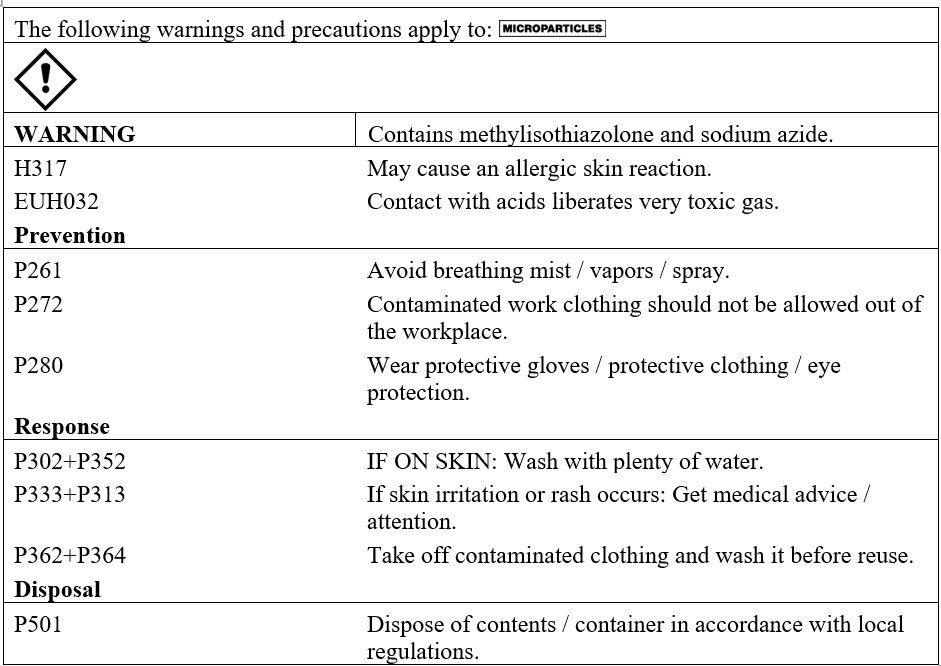 The following warnings and precautions apply to: MICROPARTICLES
WARNING Contains methylisothiazolone and sodium azide.
H317 May cause an allergic skin reaction.
EUH032 Contact with acids liberates very toxic gas.
Prevention
P261 Avoid breathing mist / vapors / spray.
P272 Contaminated work clothing should not be allowed out of
the workplace.
P280 Wear protective gloves / protective clothing / eye
protection.
Response
P302+P352 IF ON SKIN: Wash with plenty of water.
P333+P313 If skin irritation or rash occurs: Get medical advice /
attention.
P362+P364 Take off contaminated clothing and wash it before reuse.
Disposal
P501 Dispose of contents / container in accordance with local
regulations.